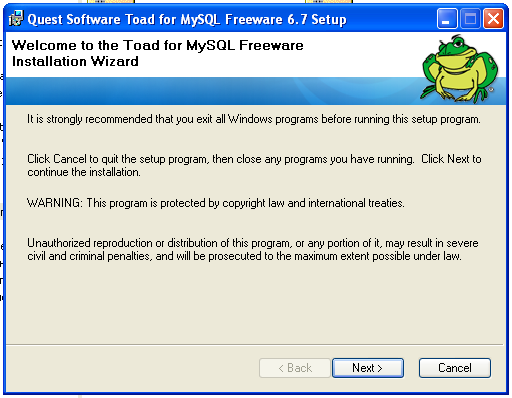 Quest Software Toad for MySQL Freeware 6.7 Setup
Welcome to the Toad for MySQL Freeware
Installation Wizard
It is strongly recommended that you exit all Windows programs before running this setup program.
Click Cancel to quit the setup program, then close any programs you have running. Click Next to
continue the installation.
WARNING: This program is protected by copyright law and international treaties.
Unauthorized reproduction or distribution of this program, or any portion of it, may result in severe
civil and criminal penalties, and will be prosecuted to the maximum extent possible under law.
< Back
Next >
Cancel